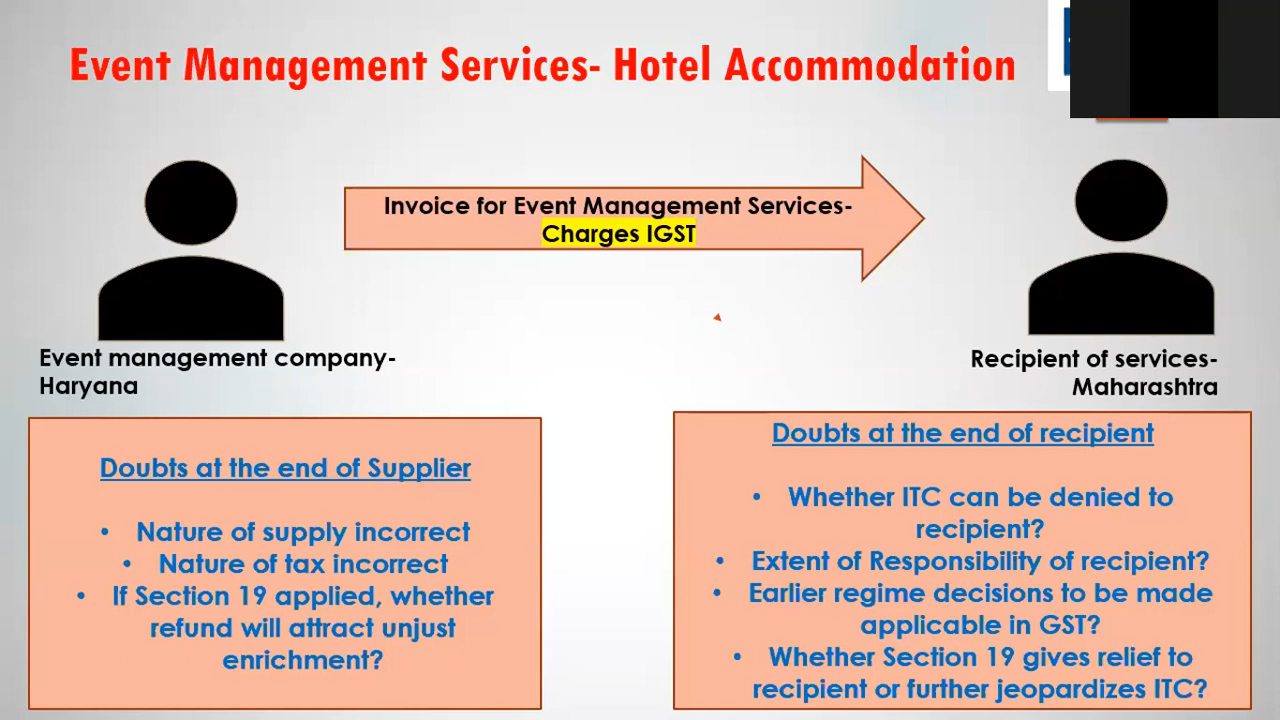 Event Management Services- Hotel Accommodation
Invoice for Event Management Services-
Charges IGST
Event management company-
Haryana
Recipient of services-
Maharashtra
Doubts at the end of Supplier
• Nature of supply incorrect
• Nature of tax incorrect
• If Section 19 applied, whether
refund will attract unjust
enrichment?
Doubts at the end of recipient
• Whether ITC can be denied to
recipient?
• Extent of Responsibility of recipient?
• Earlier regime decisions to be made
applicable in GST?
• Whether Section 19 gives relief to
recipient or further jeopardizes ITC?